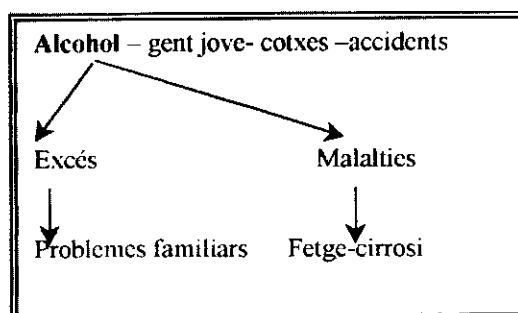 Alcohol – gent jove- cotxes –accidents
Excés Malalties
Problemes familiars Fetge-cirrosi